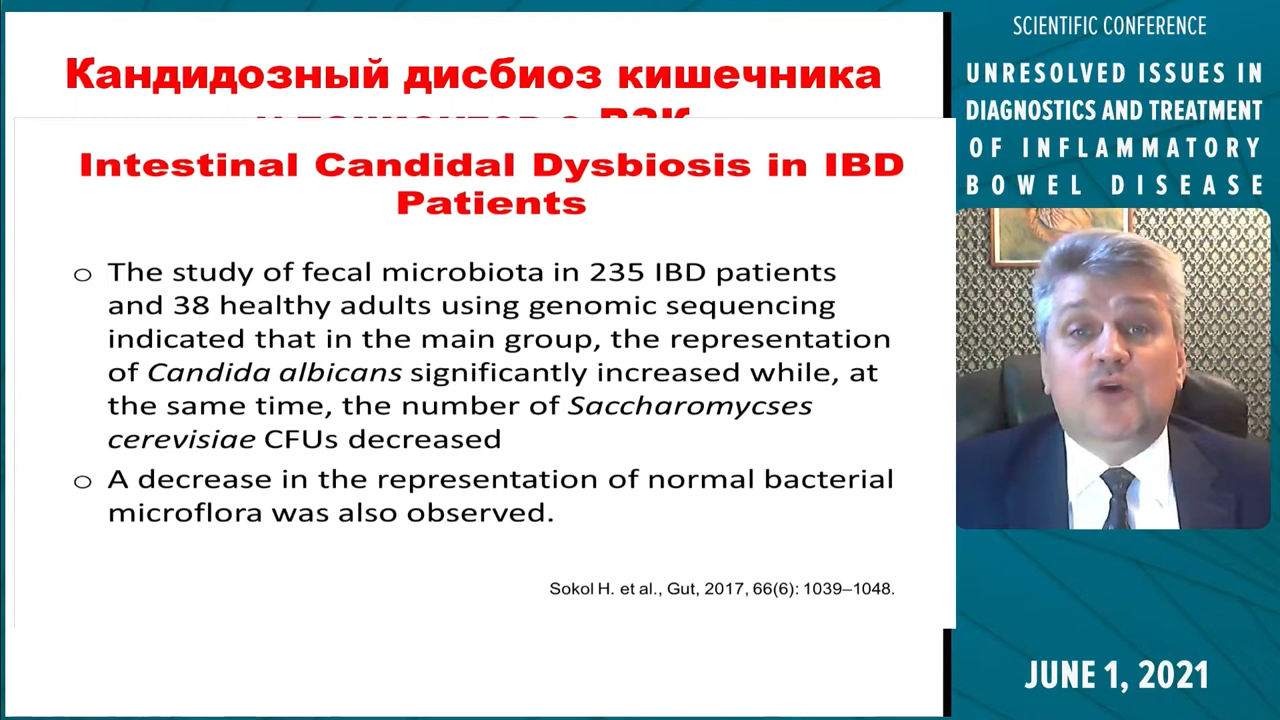 Кандидозный дисбиоз кишечника
Intestinal Candidal Dysbiosis in IBD
Patients
○ The study of fecal microbiota in 235 IBD patients
and 38 healthy adults using genomic sequencing
indicated that in the main group, the representation
of Candida albicans significantly increased while, at
the same time, the number of Saccharomycses
cerevisiae CFUs decreased
○ A decrease in the representation of normal bacterial
microflora was also observed.
Sokol H. et al., Gut, 2017, 66(6): 1039–1048.
SCIENTIFIC CONFERENCE
UNRESOLVED ISSUES IN
DIAGNOSTICS AND TREATMENT
OF INFLAMMATORY
BOWEL DISEASE
JUNE 1, 2021